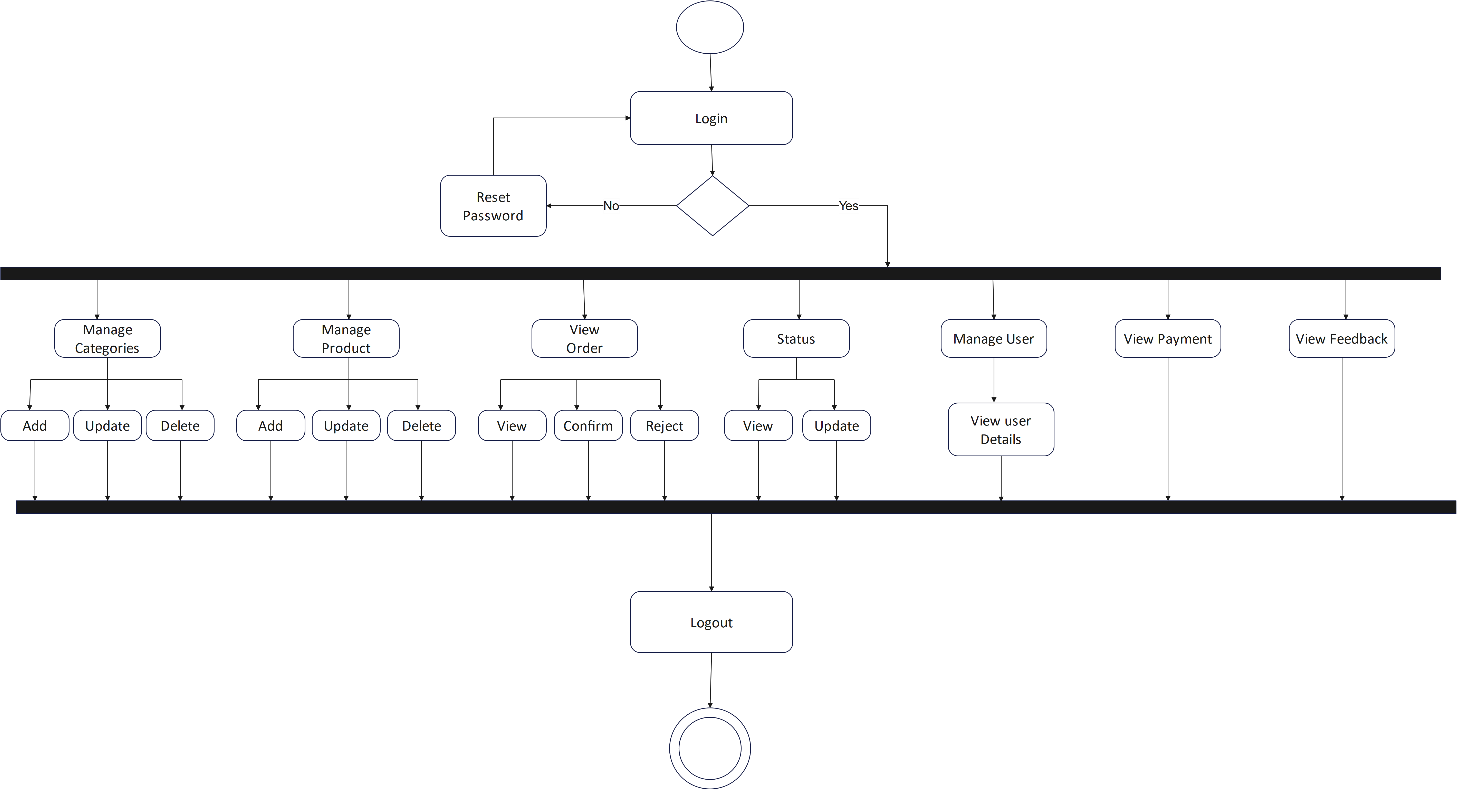 Login
Reset
Password
No
Yes
Manage
Categories
Manage
Product
View
Order
Status
Manage User
View Payment
View Feedback
Add
Update
Delete
Add
Update
Delete
View
Confirm
Reject
View
Update
View user
Details
Logout